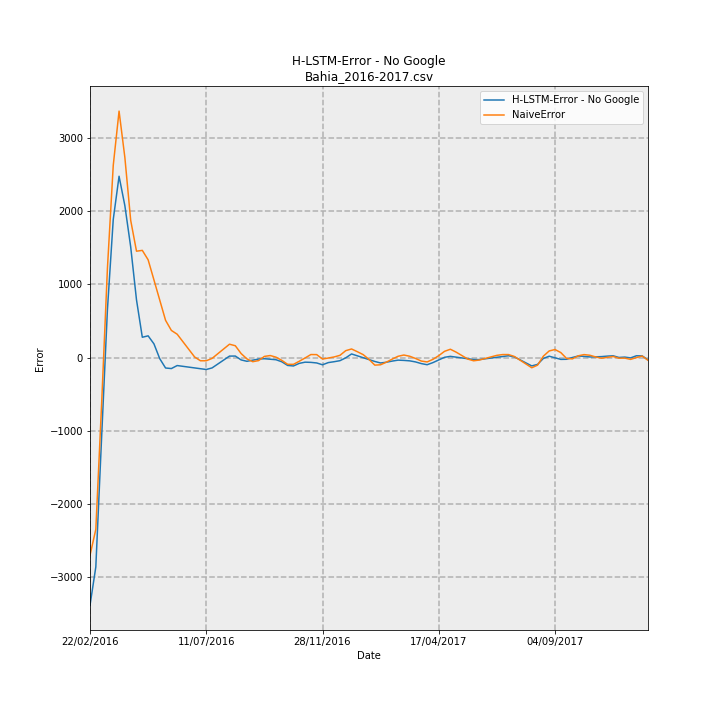 H-LSTM-Error - No Google
Bahia_2016-2017.csv
H-LSTM-Error - No Google
NaiveError
3000
2000
1000
0
−1000
−2000
−3000
Error
22/02/2016 11/07/2016 28/11/2016 17/04/2017 04/09/2017
Date